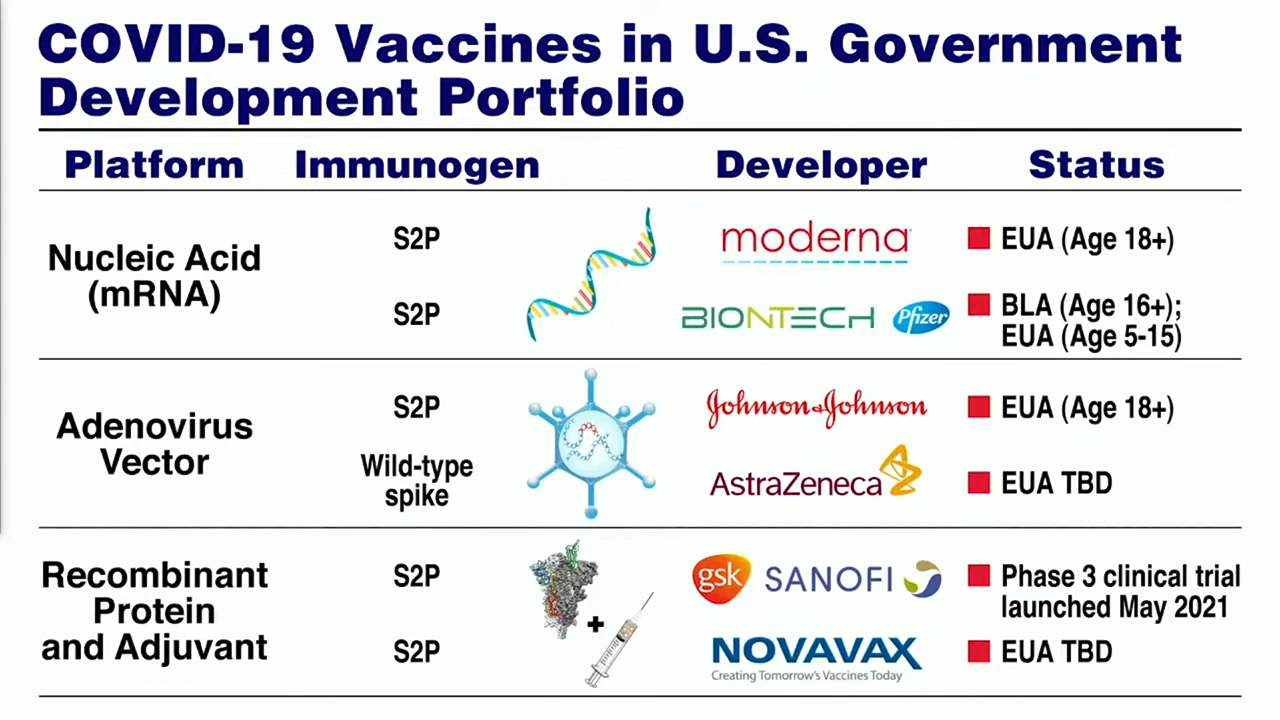 COVID-19 Vaccines in U.S. Government
Development Portfolio
Platform Immunogen Developer Status
Nucleic Acid
(mRNA)
S2P
moderna
EUA (Age 18+)
S2P
BIONTECH Pfizer
BLA (Age 16+);
EUA (Age 5-15)
Adenovirus
Vector
S2P
Johnson & Johnson
EUA (Age 18+)
Wild-type
spike
AstraZeneca
EUA TBD
Recombinant
Protein
and Adjuvant
S2P
+
gsk SANOFI
Phase 3 clinical trial
launched May 2021
S2P
NOVAVAX
Creating Tomorrow's Vaccines Today
EUA TBD